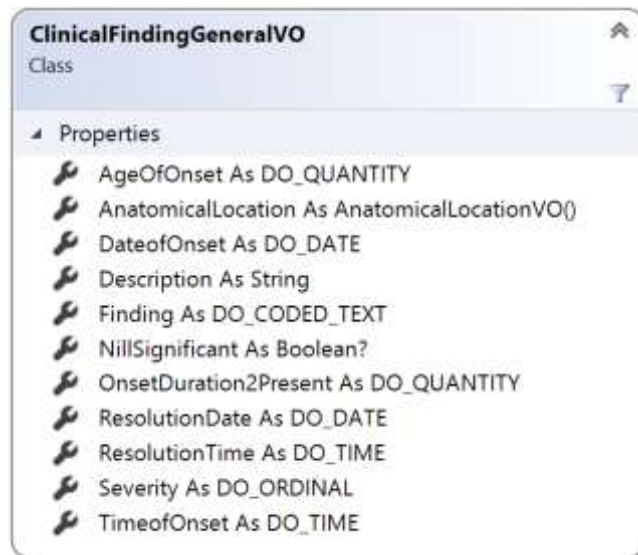 ClinicalFindingGeneralVO
Class
Properties
AgeOfOnset As DO_QUANTITY
AnatomicalLocation As AnatomicalLocationVO()
DateofOnset As DO_DATE
Description As String
Finding As DO_CODED_TEXT
NillSignificant As Boolean?
OnsetDuration2Present As DO_QUANTITY
ResolutionDate As DO_DATE
ResolutionTime As DO_TIME
Severity As DO_ORDINAL
TimeofOnset As DO_TIME